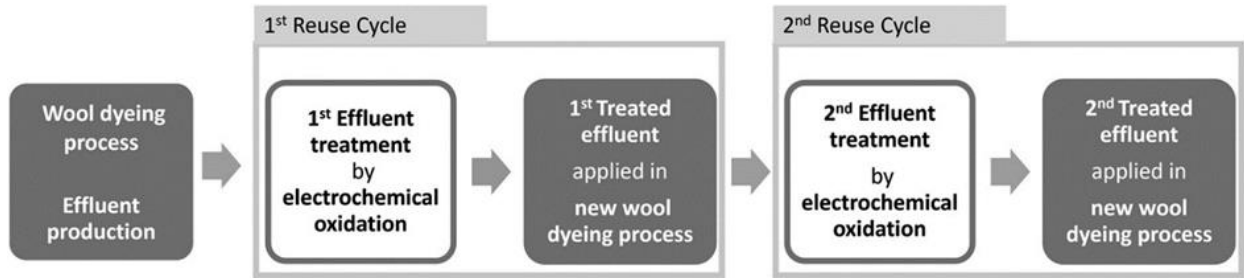 1st Reuse Cycle
2nd Reuse Cycle
Wool dyeing
process
Effluent
production
1st Effluent
treatment
by
electrochemical
oxidation
1st Treated
effluent
applied in
new wool
dyeing process
2nd Effluent
treatment
by
electrochemical
oxidation
2nd Treated
effluent
applied in
new wool
dyeing process